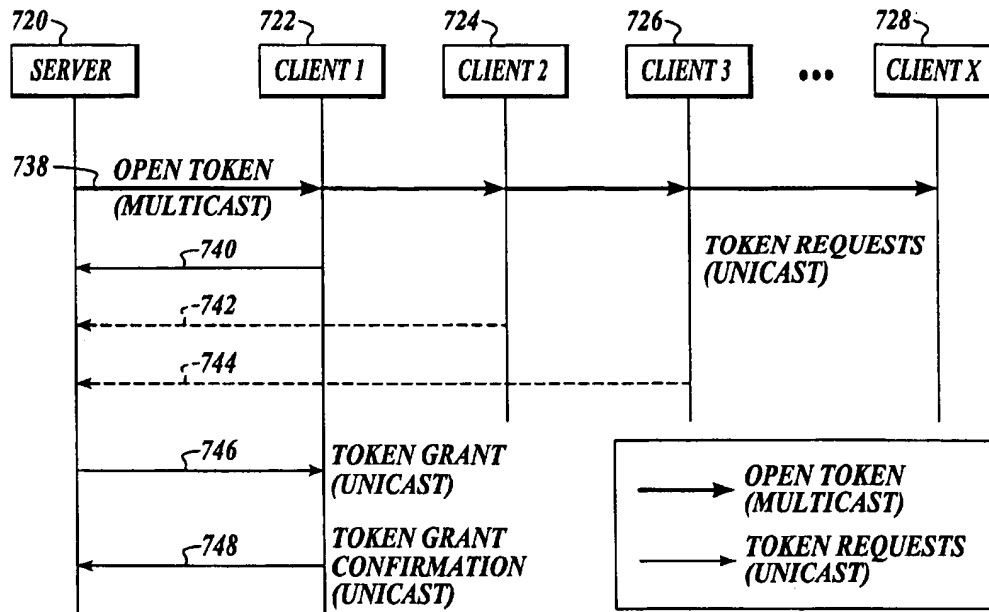 720 722 724 726 728
SERVER CLIENT 1 CLIENT 2 CLIENT 3 ••• CLIENT X
738 OPEN TOKEN
(MULTICAST)
740 TOKEN REQUESTS
(UNICAST)
742
744
746 TOKEN GRANT
(UNICAST)
748 TOKEN GRANT
CONFIRMATION
(UNICAST)
OPEN TOKEN
(MULTICAST)
TOKEN REQUESTS
(UNICAST)